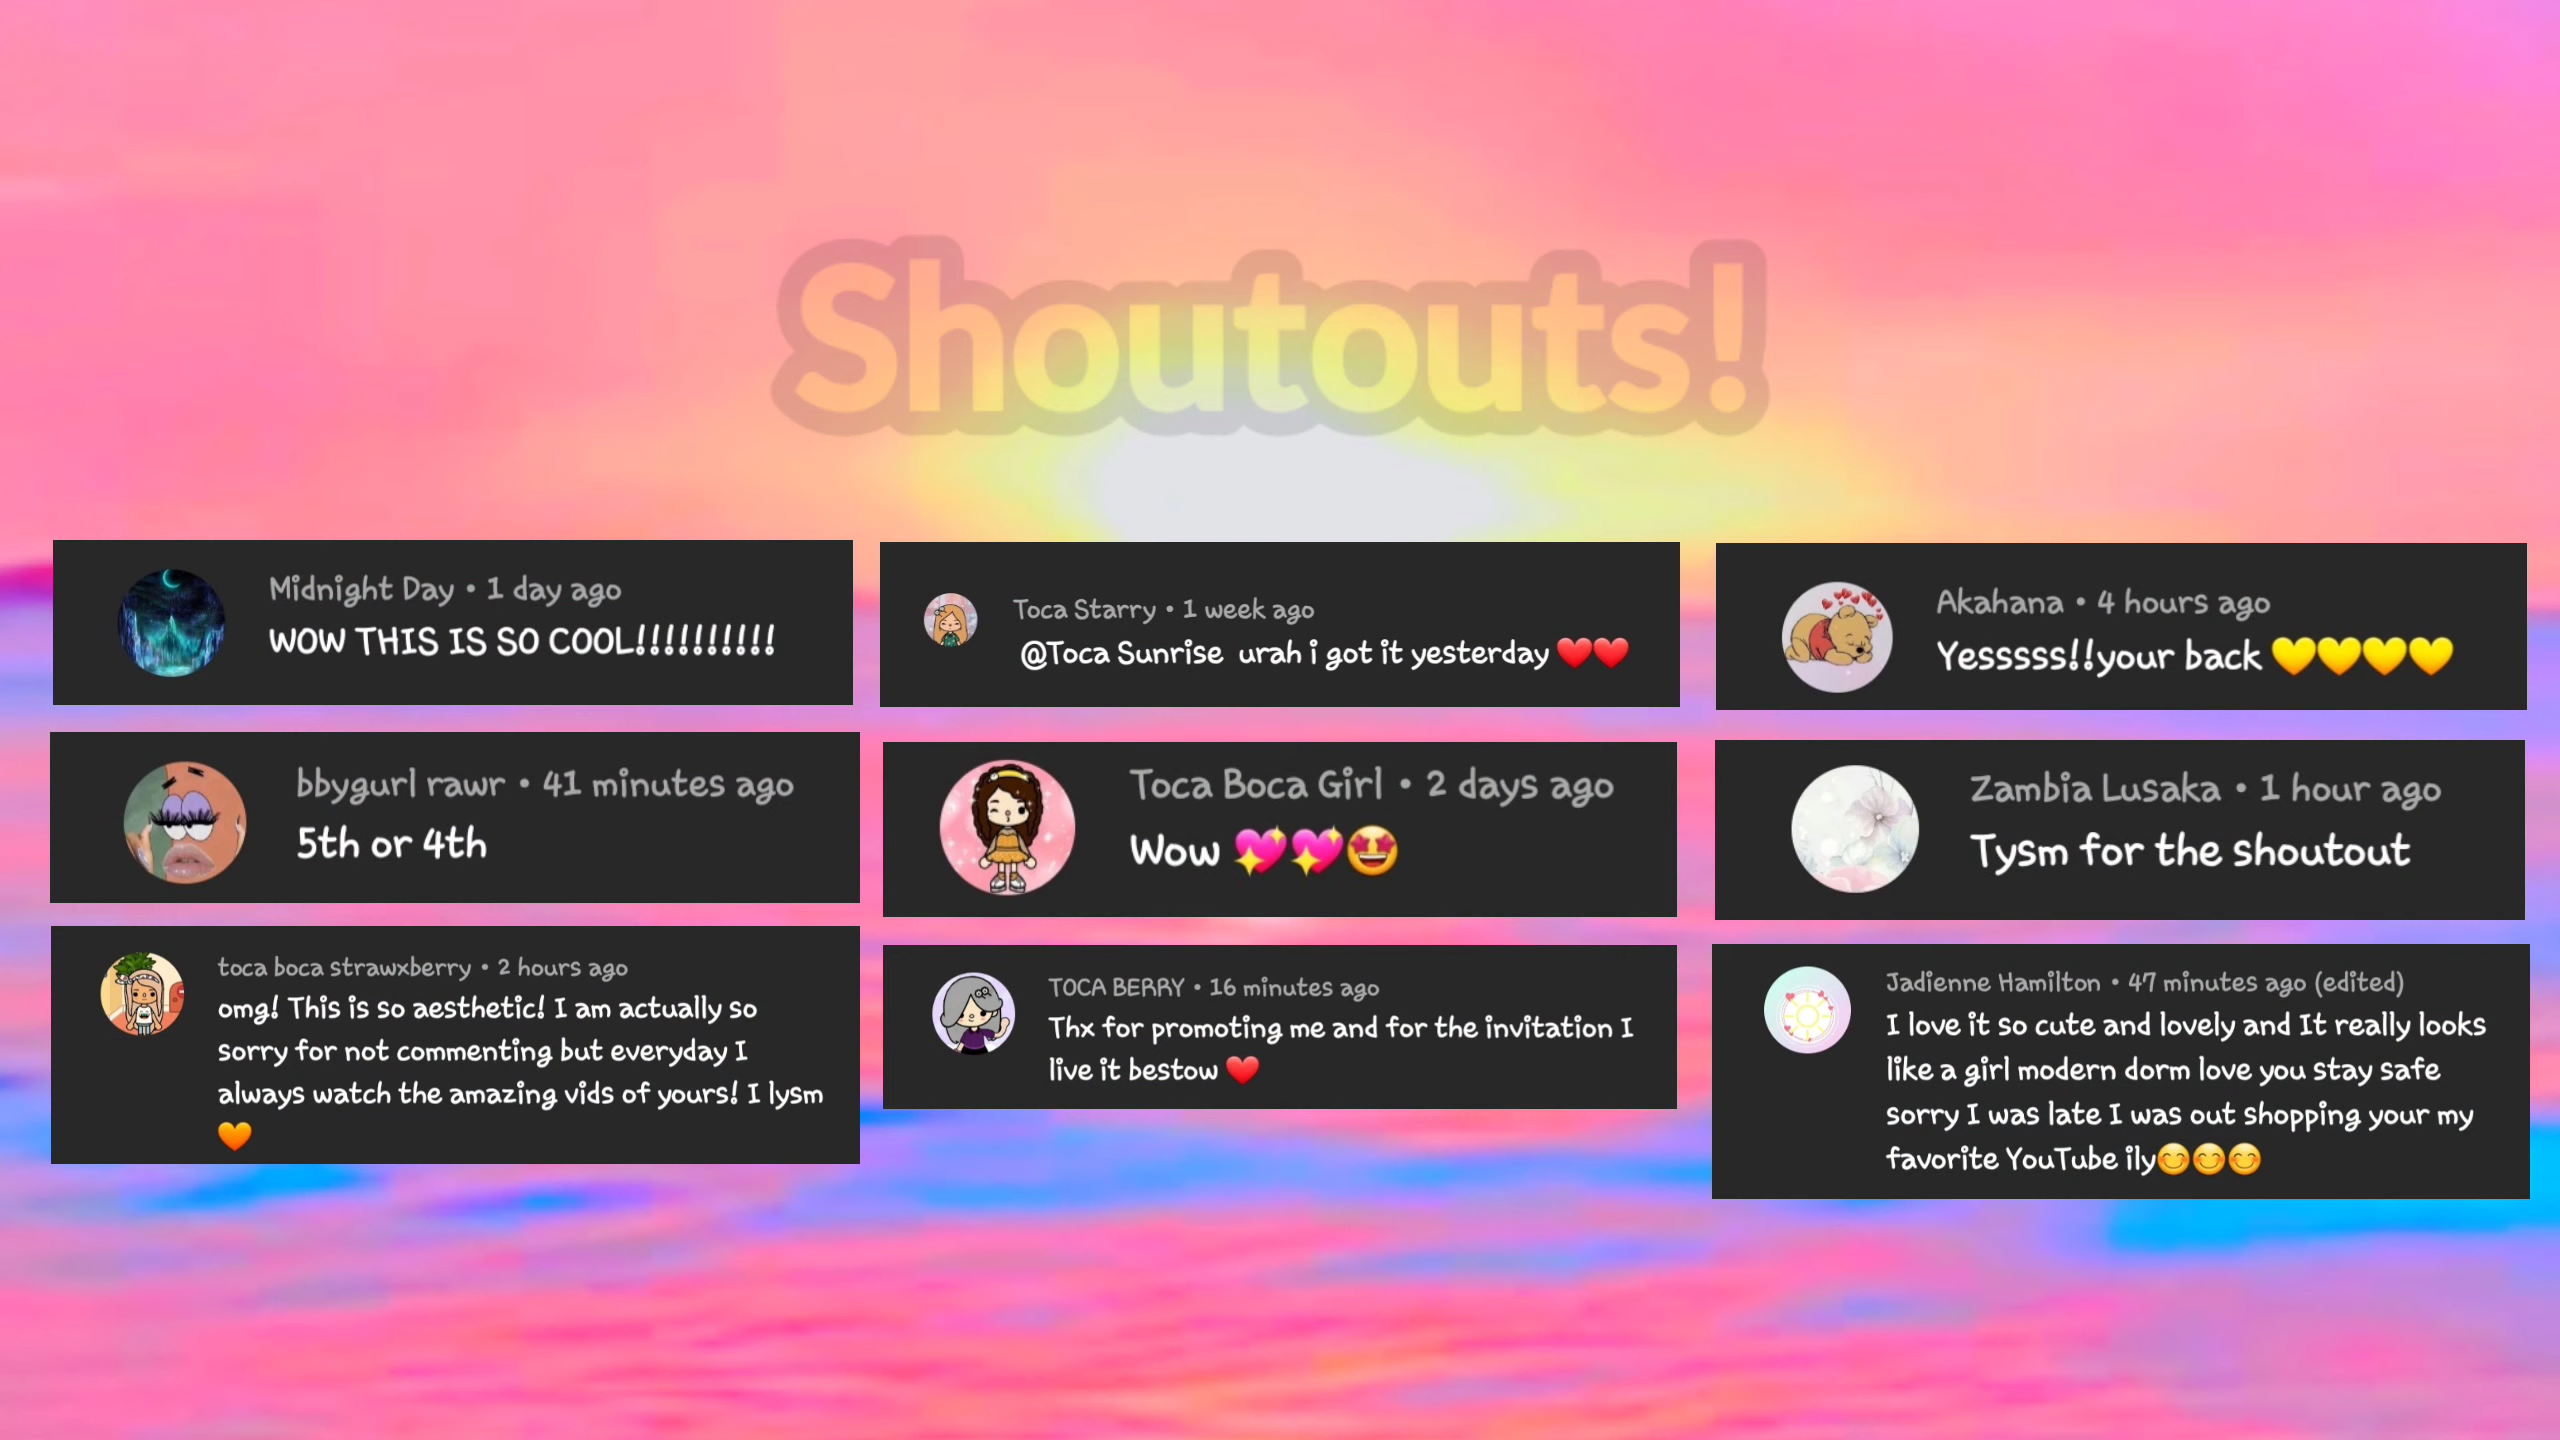 Shoutouts!
Midnight Day • 1 day ago
WOW THIS IS SO COOL!!!!!!!!!!
Toca Starry • 1 week ago
@Toca Sunrise urah i got it yesterday ❤️❤️
Akahana • 4 hours ago
Yesssss!!your back 💛💛💛💛
bbygurl rawr • 41 minutes ago
5th or 4th
Toca Boca Girl • 2 days ago
Wow 💖💖🤩
Zambia Lusaka • 1 hour ago
Tysm for the shoutout
toca boca strawxberry • 2 hours ago
omg! This is so aesthetic! I am actually so
sorry for not commenting but everyday I
always watch the amazing vids of yours! I lysm
🧡
TOCA BERRY • 16 minutes ago
Thx for promoting me and for the invitation I
live it bestow ❤️
Jadienne Hamilton • 47 minutes ago (edited)
I love it so cute and lovely and It really looks
like a girl modern dorm love you stay safe
sorry I was late I was out shopping your my
favorite YouTube ily😊😊😊